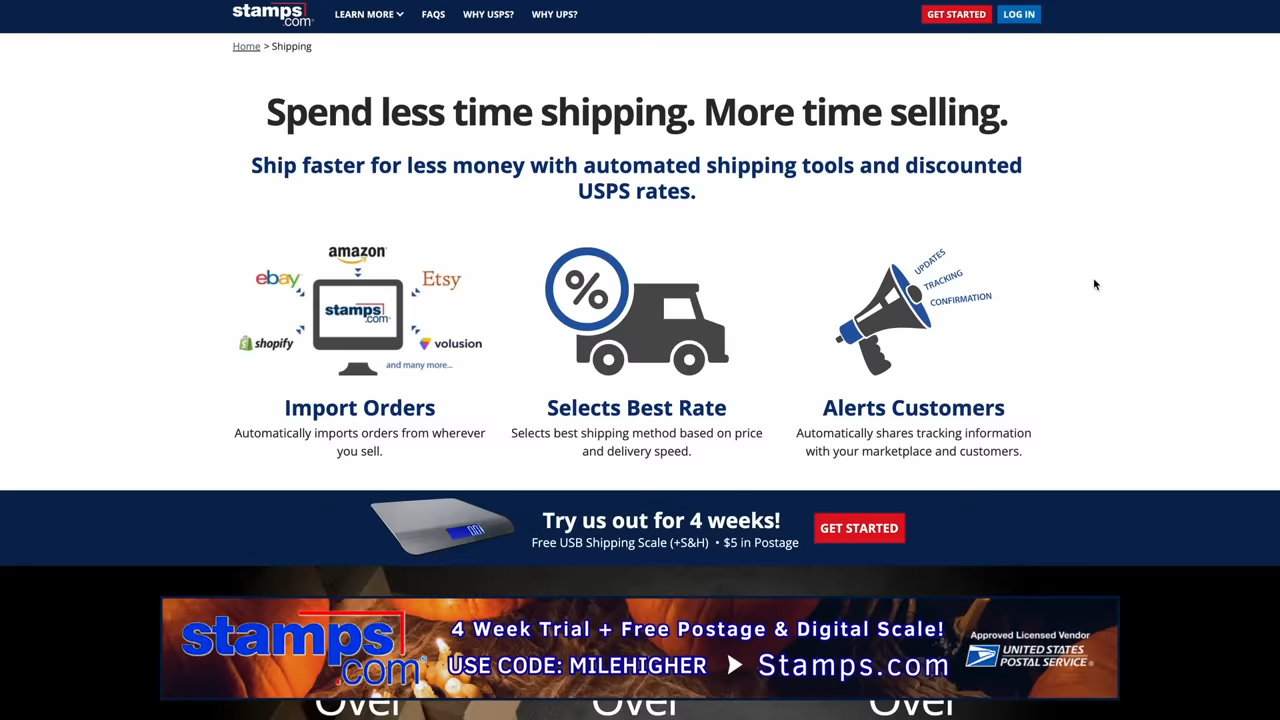 stamps.com
LEARN MORE
FAQS
WHY USPS?
WHY UPS?
GET STARTED
LOG IN
Home > Shipping
Spend less time shipping. More time selling.
Ship faster for less money with automated shipping tools and discounted
USPS rates.
amazon
ebay
Etsy
stamps.com
shopify
volusion
and many more...
%
UPDATES
TRACKING
CONFIRMATION
Import Orders
Automatically imports orders from wherever
you sell.
Selects Best Rate
Selects best shipping method based on price
and delivery speed.
Alerts Customers
Automatically shares tracking information
with your marketplace and customers.
Try us out for 4 weeks!
Free USB Shipping Scale (+S&H) • $5 in Postage
GET STARTED
stamps.com
4 Week Trial + Free Postage & Digital Scale!
USE CODE: MILEHIGHER ► Stamps.com
Approved Licensed Vendor
UNITED STATES
POSTAL SERVICE®
Over
Over
Over